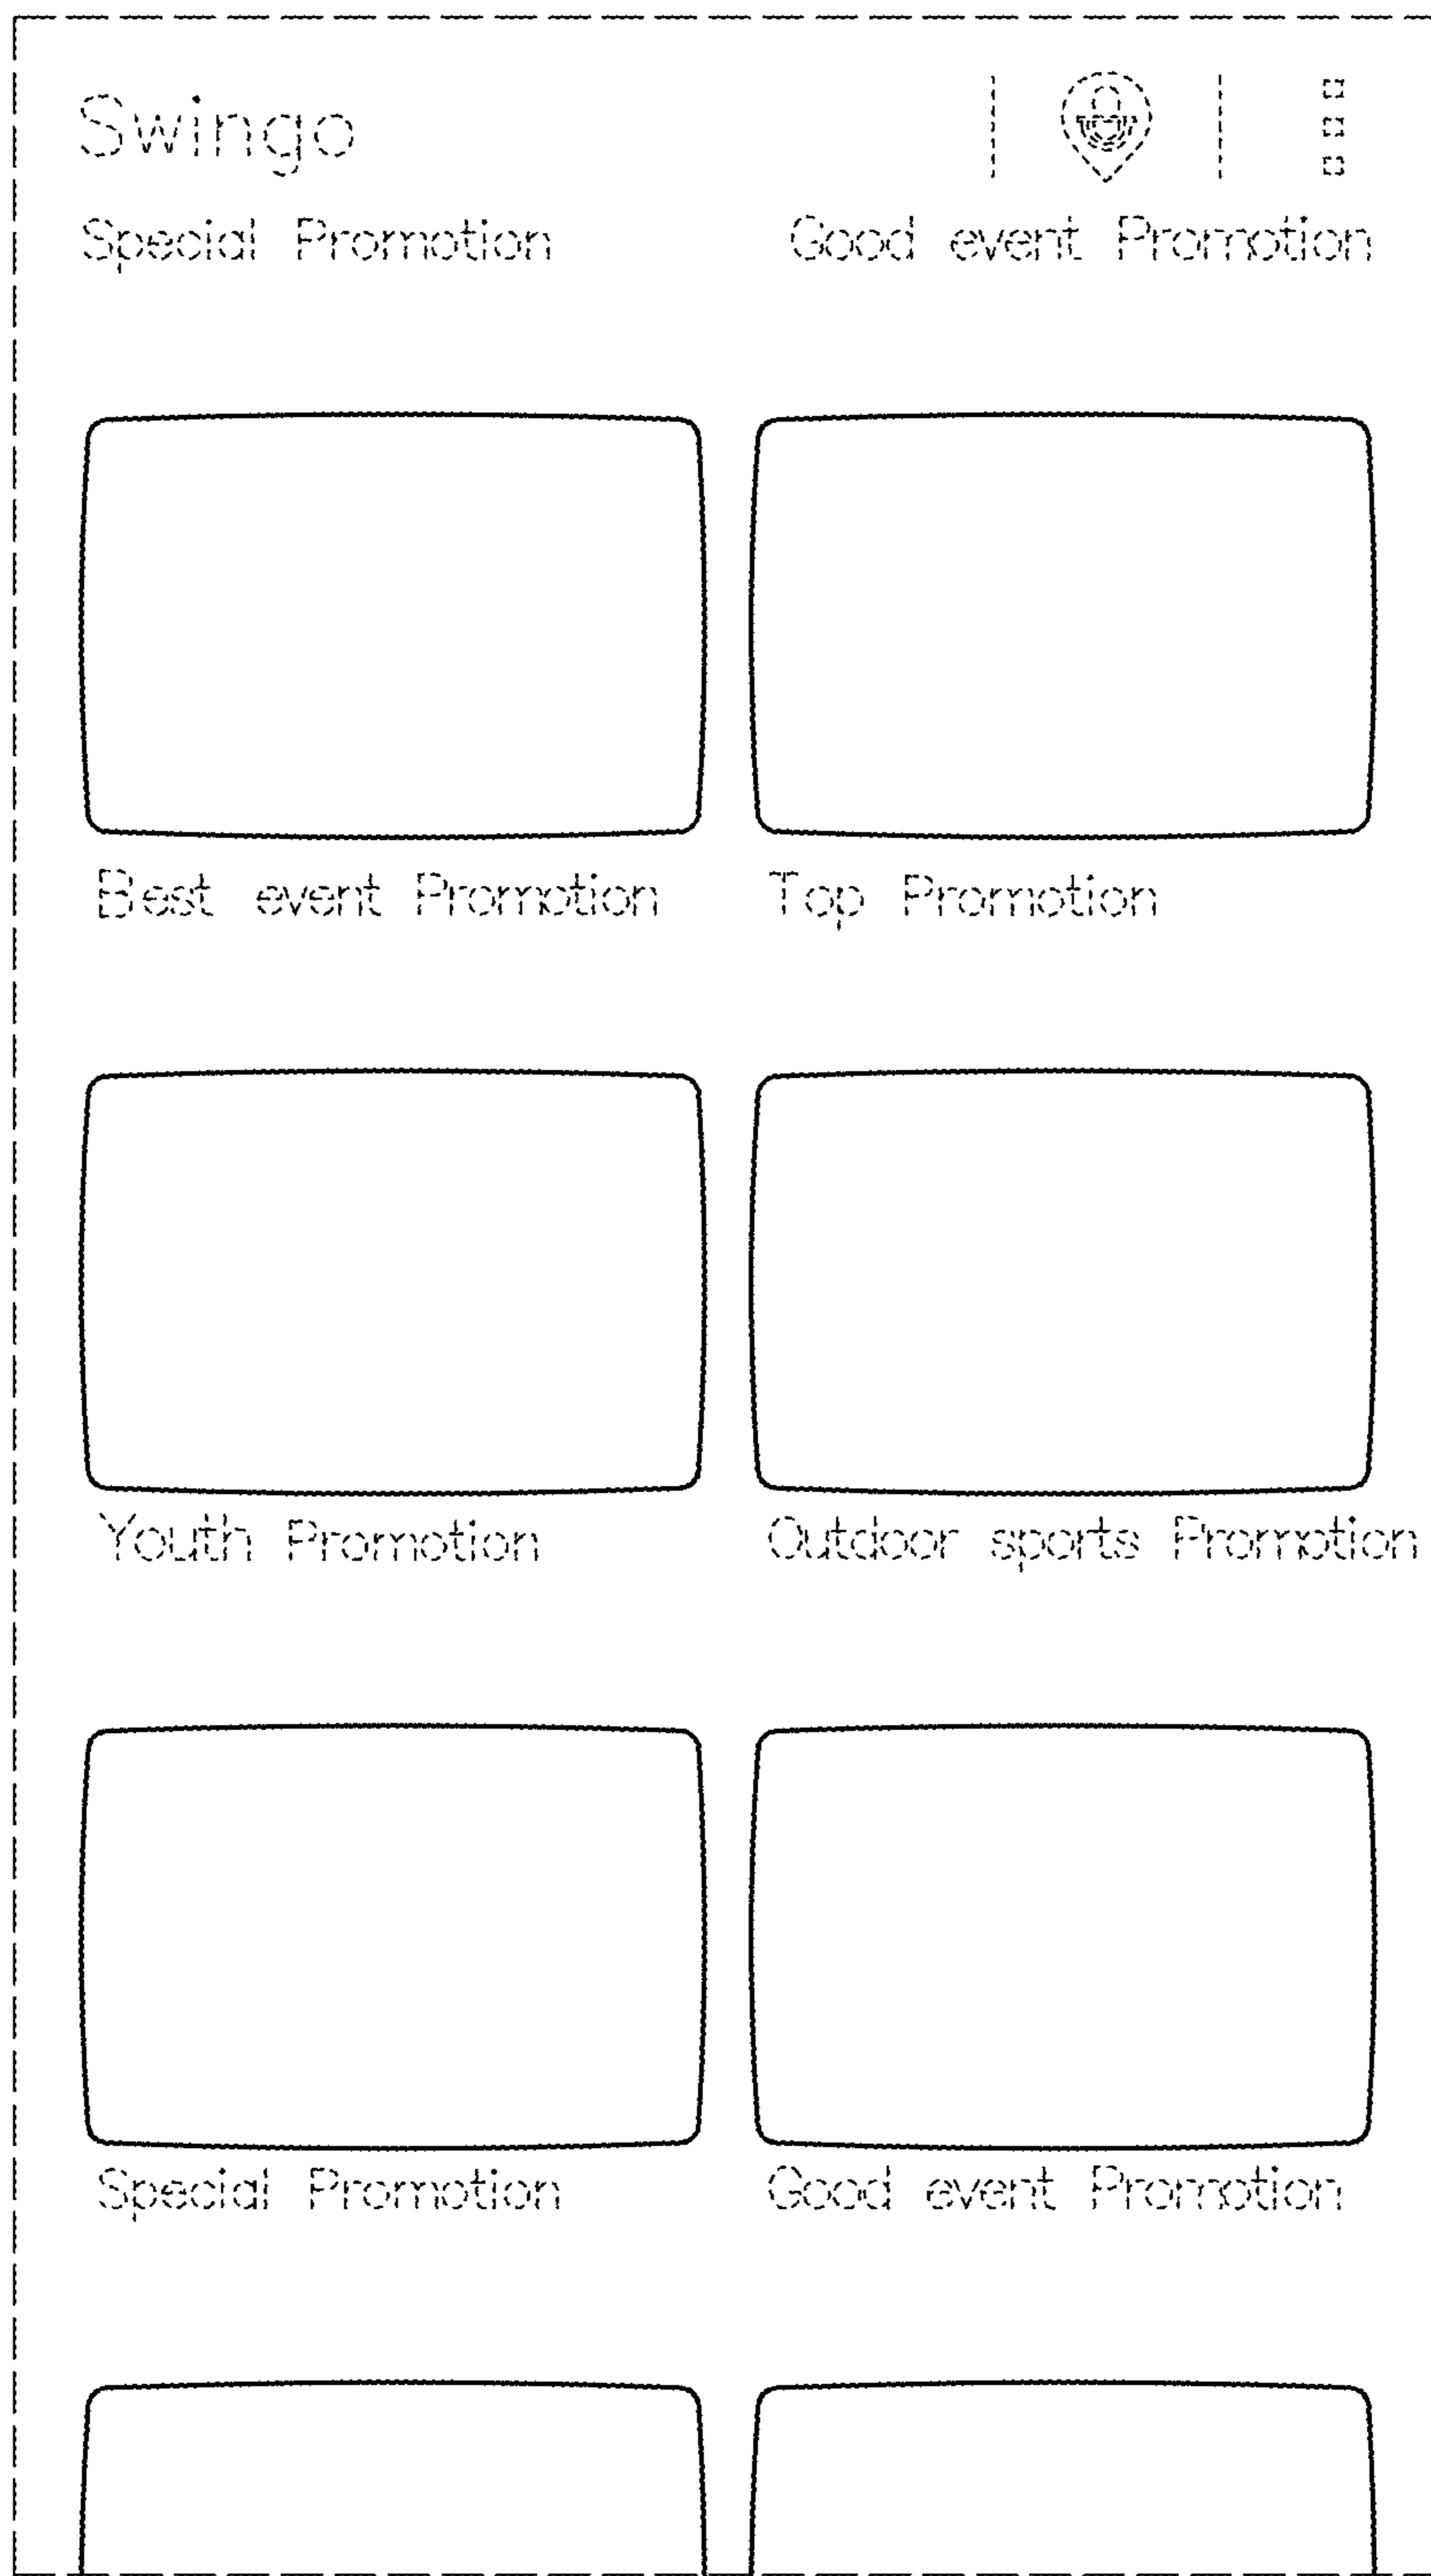 Swingo
Special Promotion Good event Promotion
Best event Promotion Top Promotion
Youth Promotion Outdoor sports Promotion
Special Promotion Good event Promotion